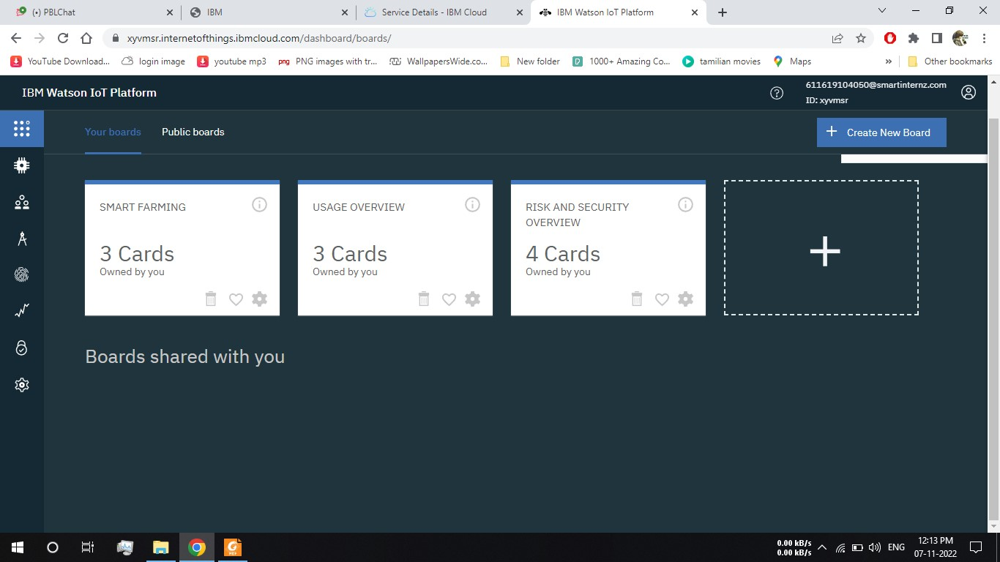 (•) PBLChat
IBM
Service Details - IBM Cloud
IBM Watson IoT Platform
xyvmsr.internetofthings.ibmcloud.com/dashboard/boards/
YouTube Download...
login image
youtube mp3
png
PNG images with tr...
WallpapersWide.co...
New folder
1000+ Amazing Co...
tamilian movies
Maps
»
Other bookmarks
IBM Watson IoT Platform
611619104050@smartinternz.com
ID: xyvmsr
Your boards
Public boards
Create New Board
SMART FARMING
3 Cards
Owned by you
USAGE OVERVIEW
3 Cards
Owned by you
RISK AND SECURITY
OVERVIEW
4 Cards
Owned by you
Boards shared with you
0.00 kB/s
0.00 kB/s
ENG
12:13 PM
07-11-2022